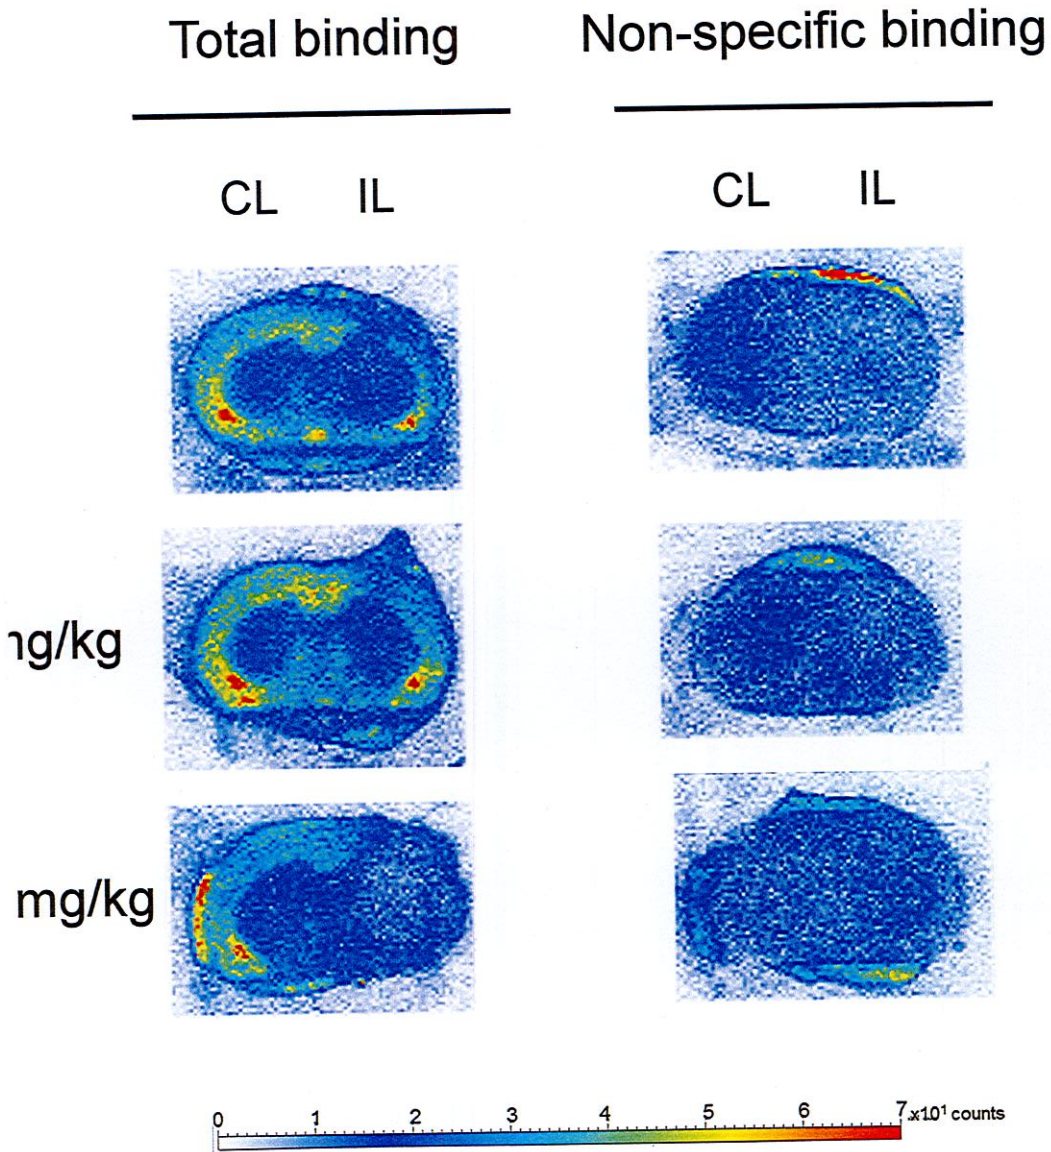 Total binding Non-specific binding
CL IL CL IL
mg/kg
0 1 2 3 4 5 6 7 x10¹ counts